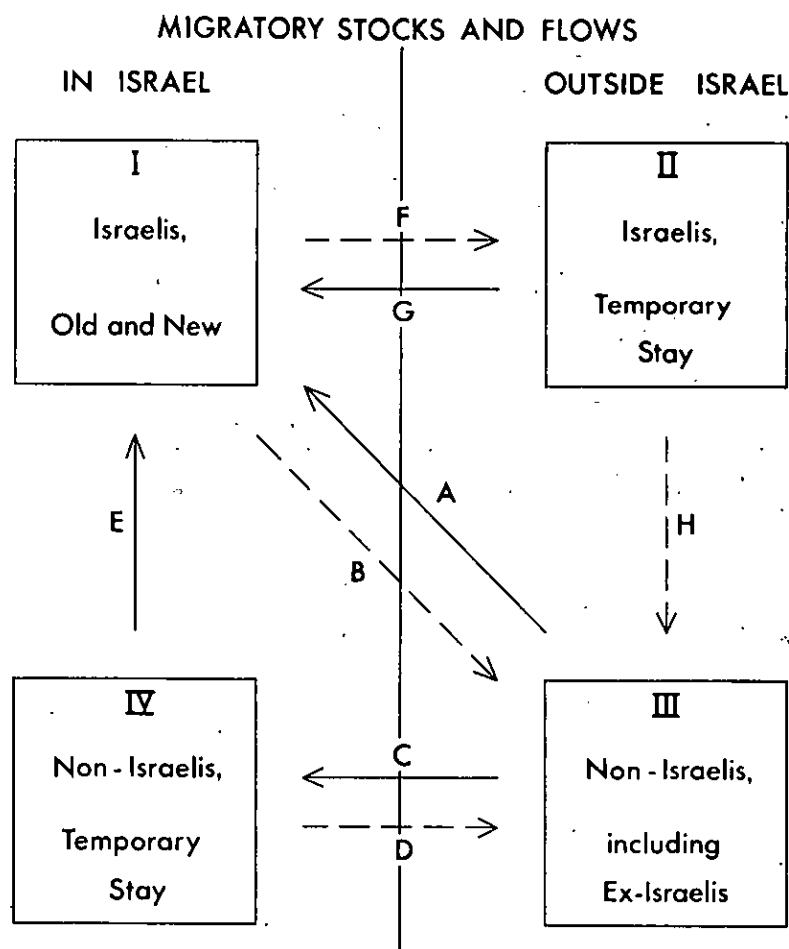 MIGRATORY STOCKS AND FLOWS
IN ISRAEL
OUTSIDE ISRAEL
I
Israelis,
Old and New
II
Israelis,
Temporary
Stay
F
G
A
B
E
H
IV
Non-Israelis,
Temporary
Stay
C
D
III
Non-Israelis,
including
Ex-Israelis